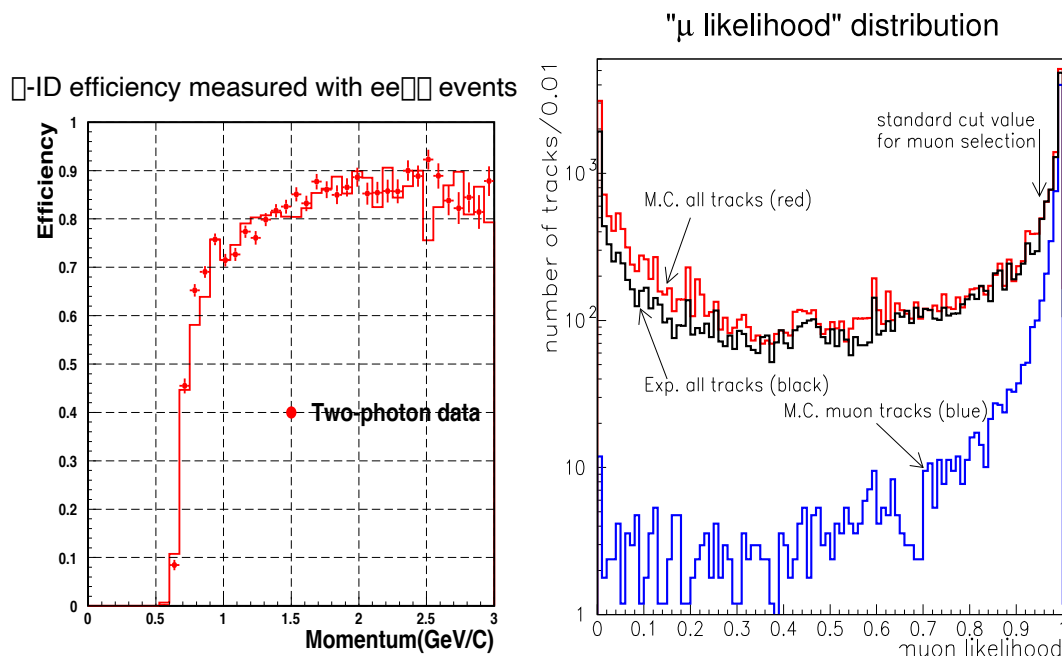 "μ likelihood" distribution
□-ID efficiency measured with ee□□ events
Efficiency
1
0.9
0.8
0.7
0.6
0.5
0.4
0.3
0.2
0.1
0
Two-photon data
0 0.5 1 1.5 2 2.5 3
Momentum(GeV/C)
number of tracks/0.01
10³
10²
10
1
standard cut value
for muon selection
M.C. all tracks (red)
Exp. all tracks (black)
M.C. muon tracks (blue)
0 0.1 0.2 0.3 0.4 0.5 0.6 0.7 0.8 0.9 1
muon likelihood